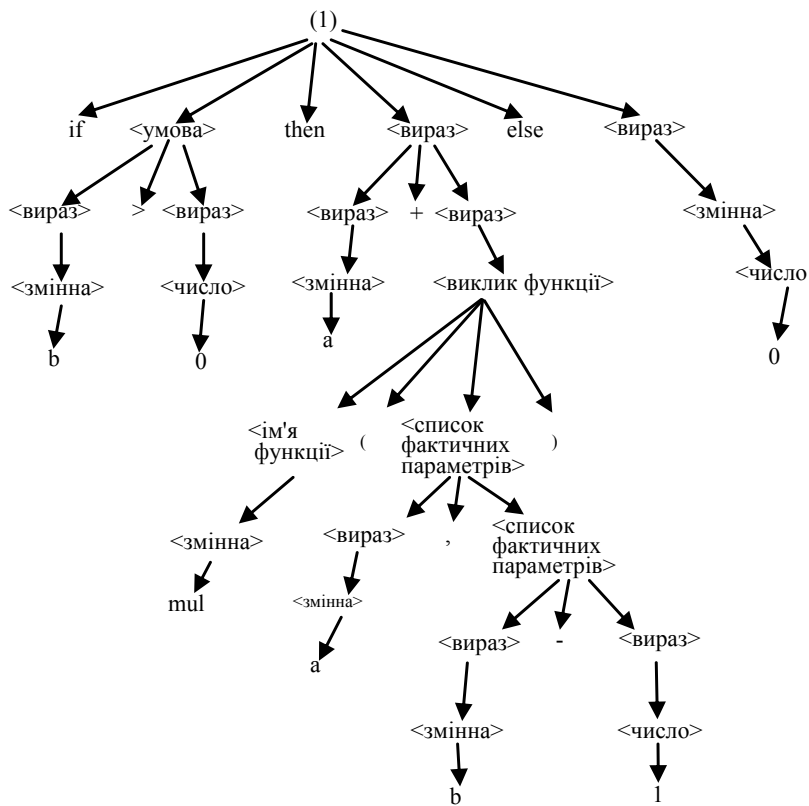 (1)
if <умова> then <вираз> else <вираз>
<вираз> > <вираз> <вираз> + <вираз> <змінна>
<змінна> <число> <змінна> <виклик функції> <число>
b 0 a 0
<ім'я
функції>
(
<список
фактичних
параметрів>
)
<змінна> <вираз> ,
<список
фактичних
параметрів>
mul <змінна>
a <вираз> - <вираз>
<змінна> <число>
b 1